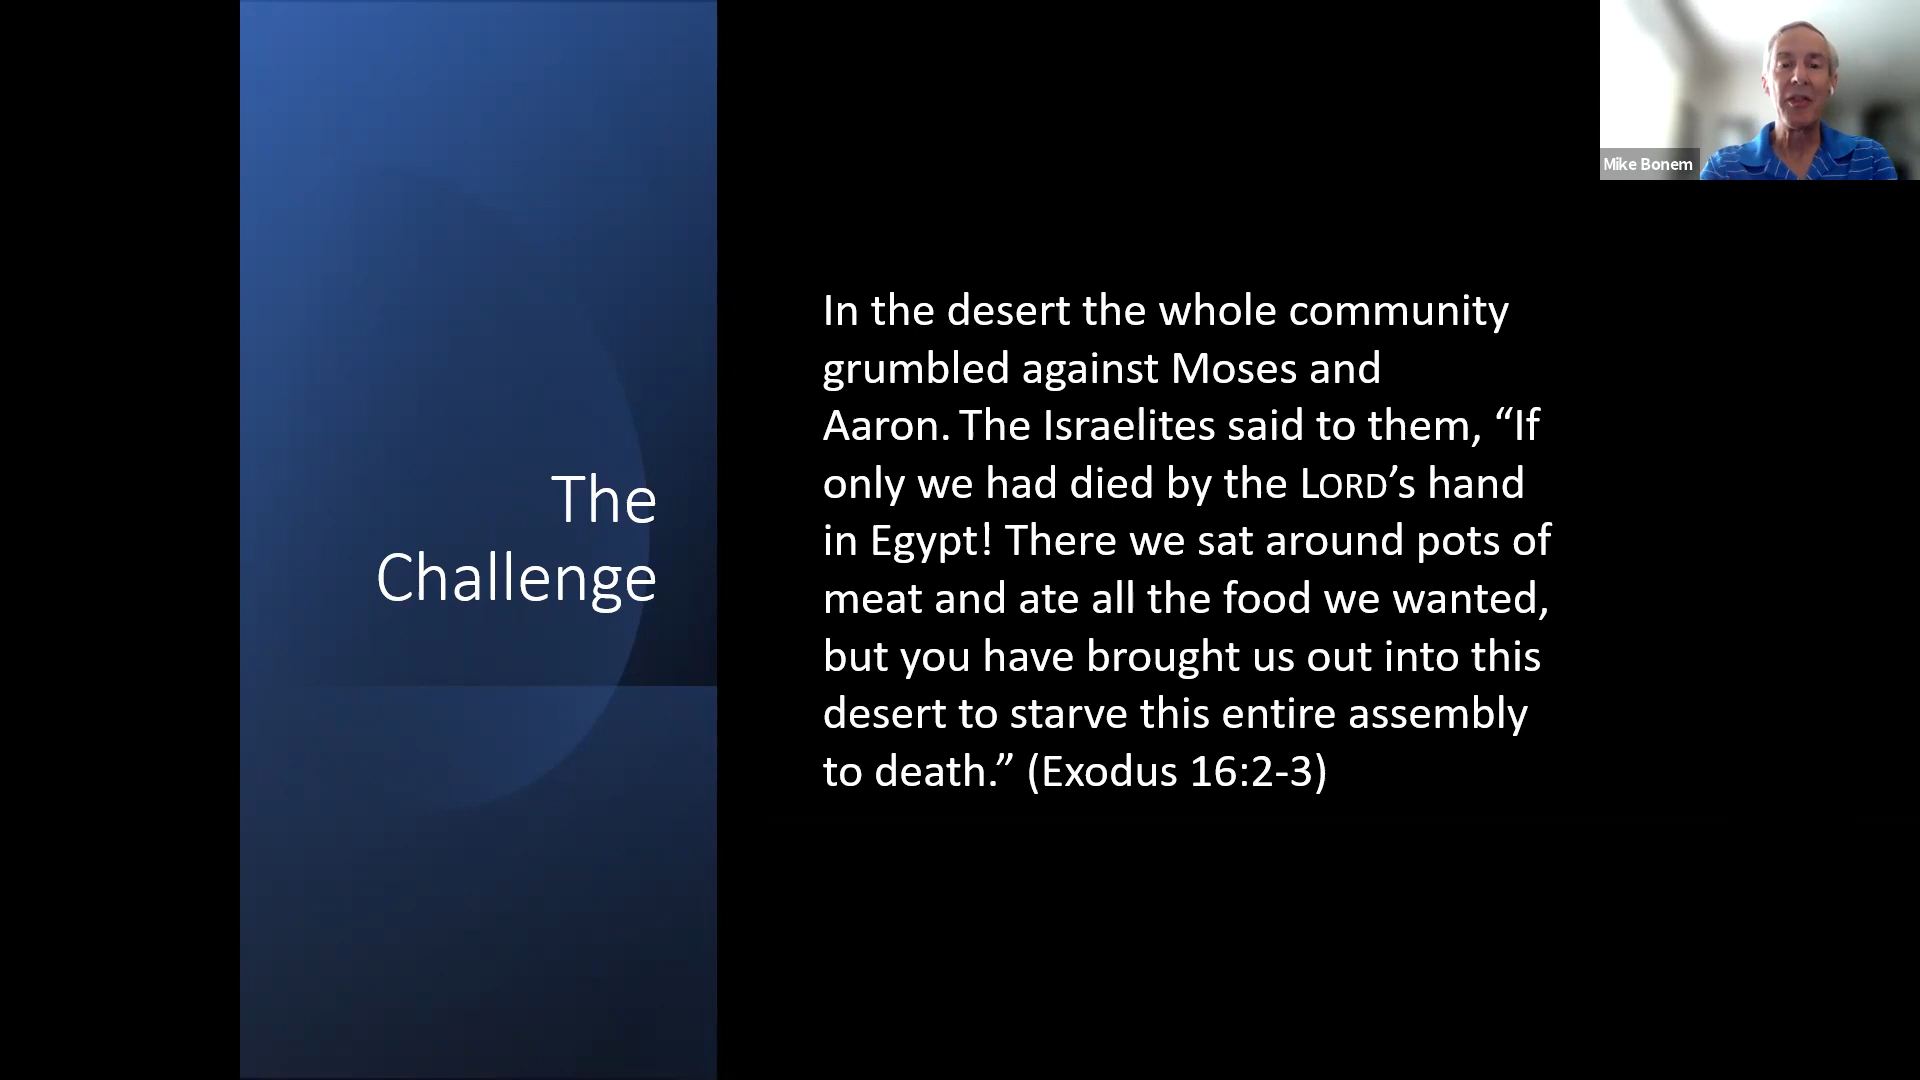 The
Challenge
In the desert the whole community
grumbled against Moses and
Aaron. The Israelites said to them, “If
only we had died by the LORD’s hand
in Egypt! There we sat around pots of
meat and ate all the food we wanted,
but you have brought us out into this
desert to starve this entire assembly
to death.” (Exodus 16:2-3)
Mike Bonem